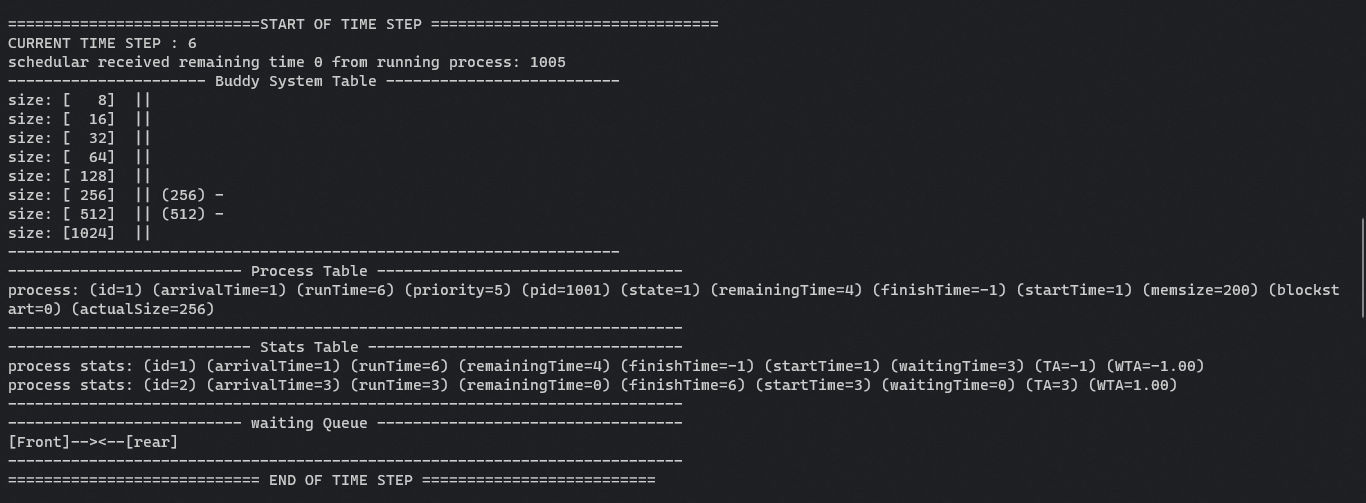 ============================START OF TIME STEP ================================
CURRENT TIME STEP : 6
schedular received remaining time 0 from running process: 1005
---------------------- Buddy System Table --------------------------
size: [   8]  ||
size: [  16]  ||
size: [  32]  ||
size: [  64]  ||
size: [ 128]  ||
size: [ 256]  || (256) -
size: [ 512]  || (512) -
size: [1024]  ||
--------------------------------------------------------------------
-------------------------- Process Table ----------------------------------
process: (id=1) (arrivalTime=1) (runTime=6) (priority=5) (pid=1001) (state=1) (remainingTime=4) (finishTime=-1) (startTime=1) (memsize=200) (blockst
art=0) (actualSize=256)
---------------------------------------------------------------------------
--------------------------- Stats Table -----------------------------------
process stats: (id=1) (arrivalTime=1) (runTime=6) (remainingTime=4) (finishTime=-1) (startTime=1) (waitingTime=3) (TA=-1) (WTA=-1.00)
process stats: (id=2) (arrivalTime=3) (runTime=3) (remainingTime=0) (finishTime=6) (startTime=3) (waitingTime=0) (TA=3) (WTA=1.00)
---------------------------------------------------------------------------
-------------------------- waiting Queue ----------------------------------
[Front]--><--[rear]
---------------------------------------------------------------------------
============================ END OF TIME STEP ==========================